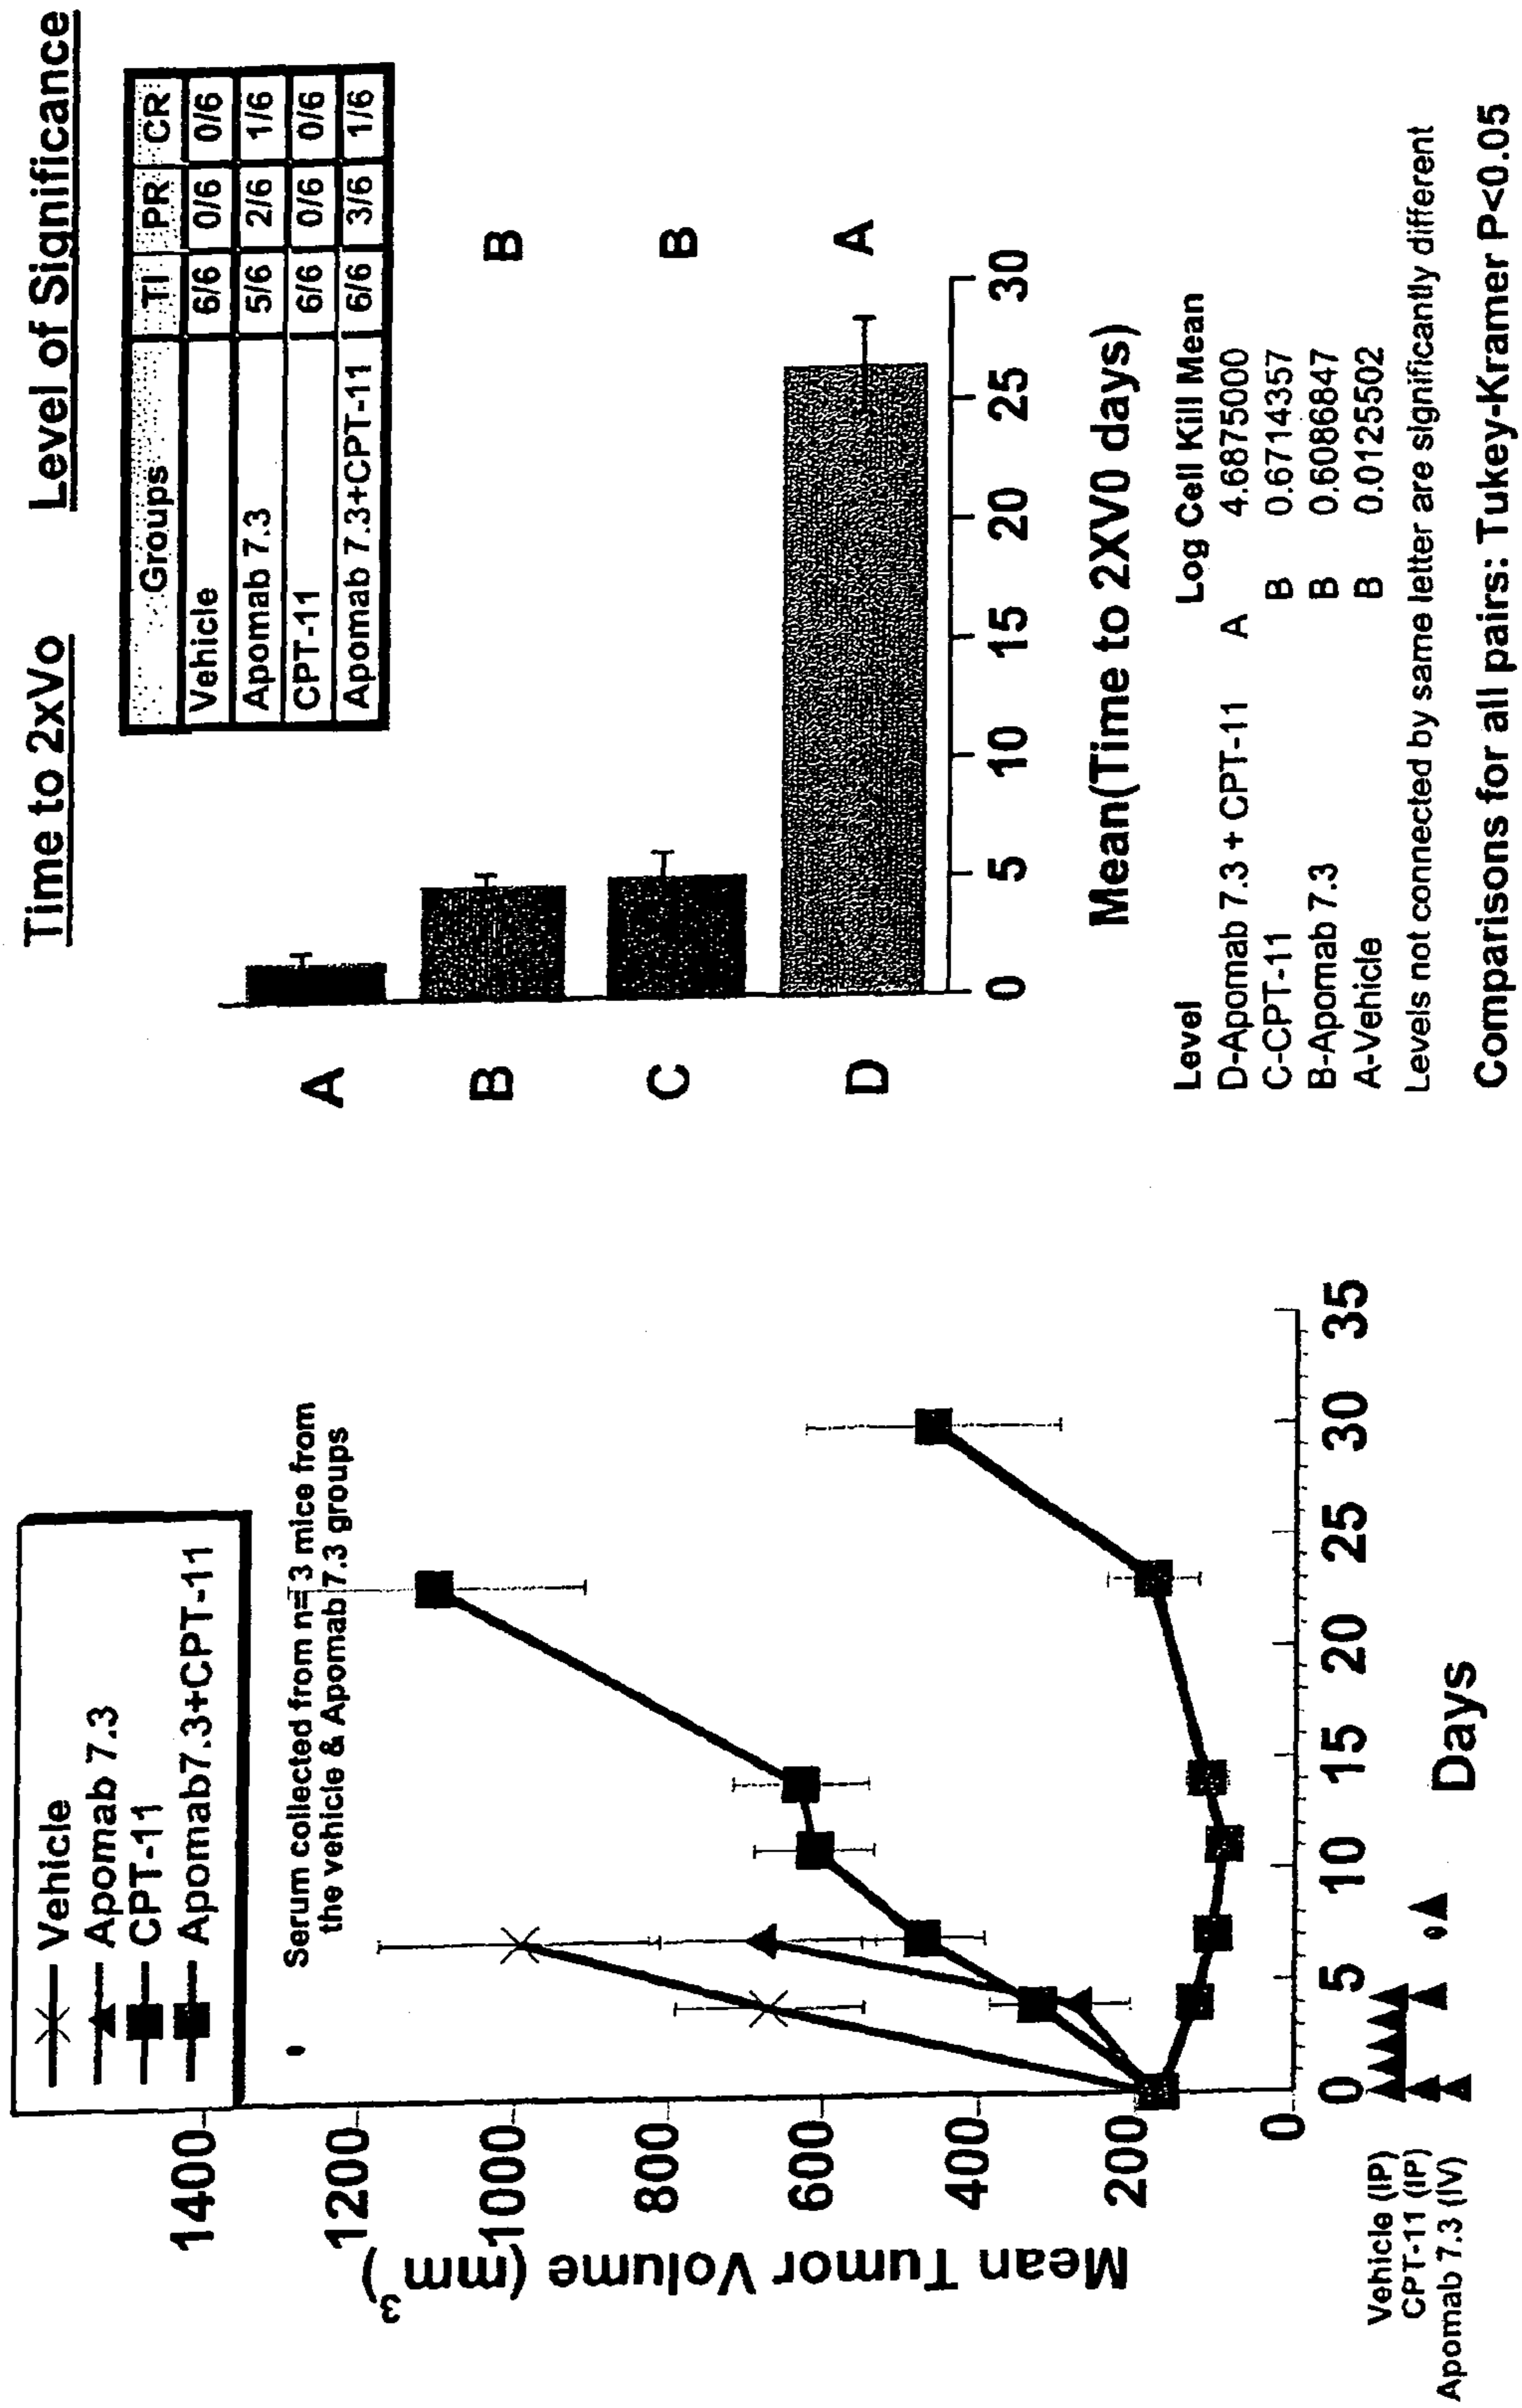 Vehicle
Apomab 7.3
CPT-11
Apomab7.3+CPT-11
Serum collected from n=3 mice from
the vehicle & Apomab 7.3 groups
Mean Tumor Volume (mm3)
1400
1200
1000
800
600
400
200
0
0 5 10 15 20 25 30 35
Days
Vehicle (IP)
CPT-11 (IP)
Apomab 7.3 (IV)
Time to 2xVo Level of Significance
Groups TI PR CR
Vehicle 6/6 0/6 0/6
Apomab 7.3 5/6 2/6 1/6
CPT-11 6/6 0/6 0/6
Apomab 7.3+CPT-11 6/6 3/6 1/6
A
B B
C B
D A
0 5 10 15 20 25 30
Mean(Time to 2XV0 days)
Level Log Cell Kill Mean
D-Apomab 7.3 + CPT-11 A 4.6875000
C-CPT-11 B 0.6714357
B-Apomab 7.3 B 0.6086847
A-Vehicle B 0.0125502
Levels not connected by same letter are significantly different
Comparisons for all pairs: Tukey-Kramer P<0.05